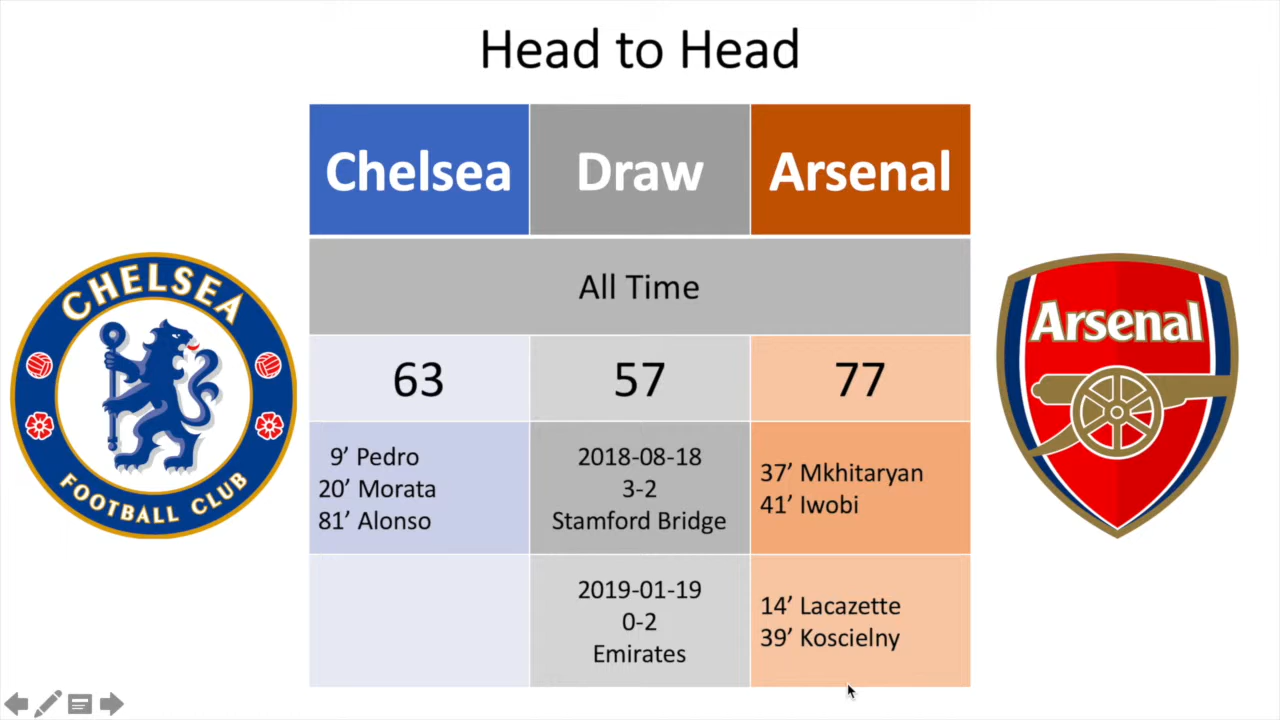 Head to Head
Chelsea Draw Arsenal
All Time
63 57 77
9’ Pedro
20’ Morata
81’ Alonso
2018-08-18
3-2
Stamford Bridge
37’ Mkhitaryan
41’ Iwobi
2019-01-19
0-2
Emirates
14’ Lacazette
39’ Koscielny
CHELSEA
FOOTBALL CLUB
Arsenal